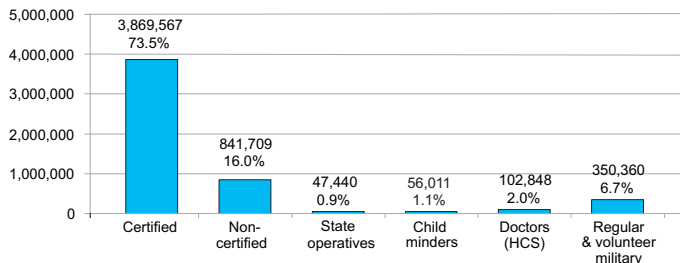 5,000,000
4,000,000
3,000,000
2,000,000
1,000,000
0
3,869,567
73.5%
841,709
16.0%
47,440
0.9%
56,011
1.1%
102,848
2.0%
350,360
6.7%
Certified
Non-
certified
State
operatives
Child
minders
Doctors
(HCS)
Regular
& volunteer
military